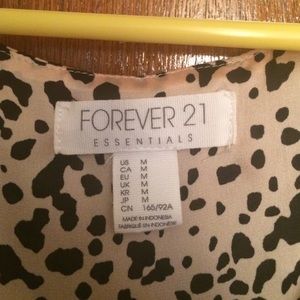 FOREVER 21
ESSENTIALS
US M
CA M
EU M
UK M
KR M
JP M
CN 165/92A
MADE IN INDONESIA
FABRIQUÉ EN INDONÉSIE